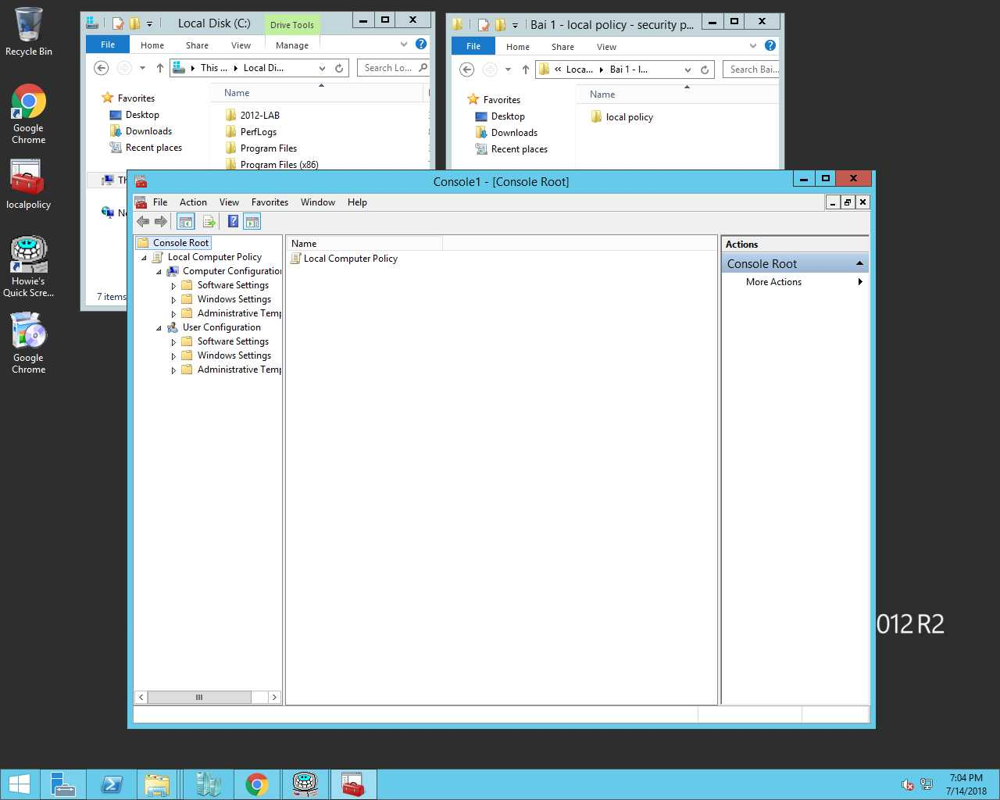 Recycle Bin
Google
Chrome
localpolicy
Howie's
Quick Scre...
Google
Chrome
Local Disk (C:)
Drive Tools
File
Home
Share
View
Manage
This ...
Local Di...
Search Lo...
Favorites
Desktop
Downloads
Recent places
Name
2012-LAB
PerfLogs
Program Files
Program Files (x86)
7 items
Bai 1 - local policy - security p...
File
Home
Share
View
« Loca...
Bai 1 - l...
Search Bai...
Favorites
Desktop
Downloads
Recent places
Name
local policy
Console1 - [Console Root]
File
Action
View
Favorites
Window
Help
Console Root
Local Computer Policy
Computer Configuration
Software Settings
Windows Settings
Administrative Temp
User Configuration
Software Settings
Windows Settings
Administrative Temp
Name
Local Computer Policy
Actions
Console Root
More Actions
012 R2
7:04 PM
7/14/2018